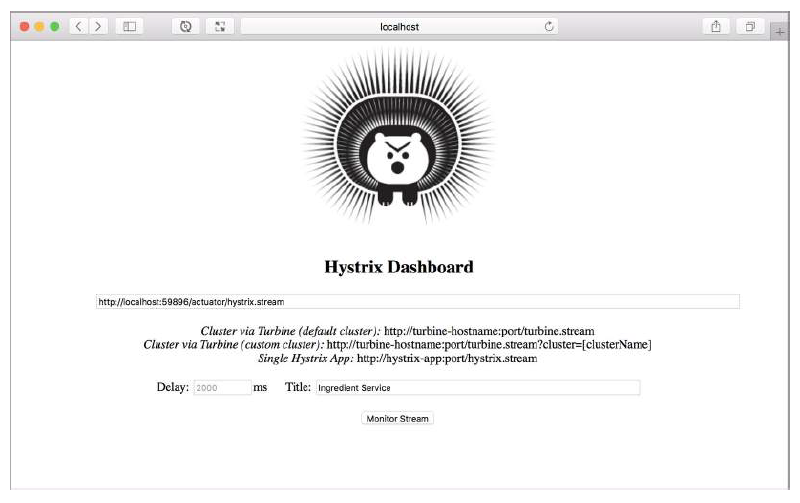 localhost
Hystrix Dashboard
http://localhost:59896/actuator/hystrix.stream
Cluster via Turbine (default cluster): http://turbine-hostname:port/turbine.stream
Cluster via Turbine (custom cluster): http://turbine-hostname:port/turbine.stream?cluster=[clusterName]
Single Hystrix App: http://hystrix-app:port/hystrix.stream
Delay: 2000 ms Title: Ingredient Service
Monitor Stream